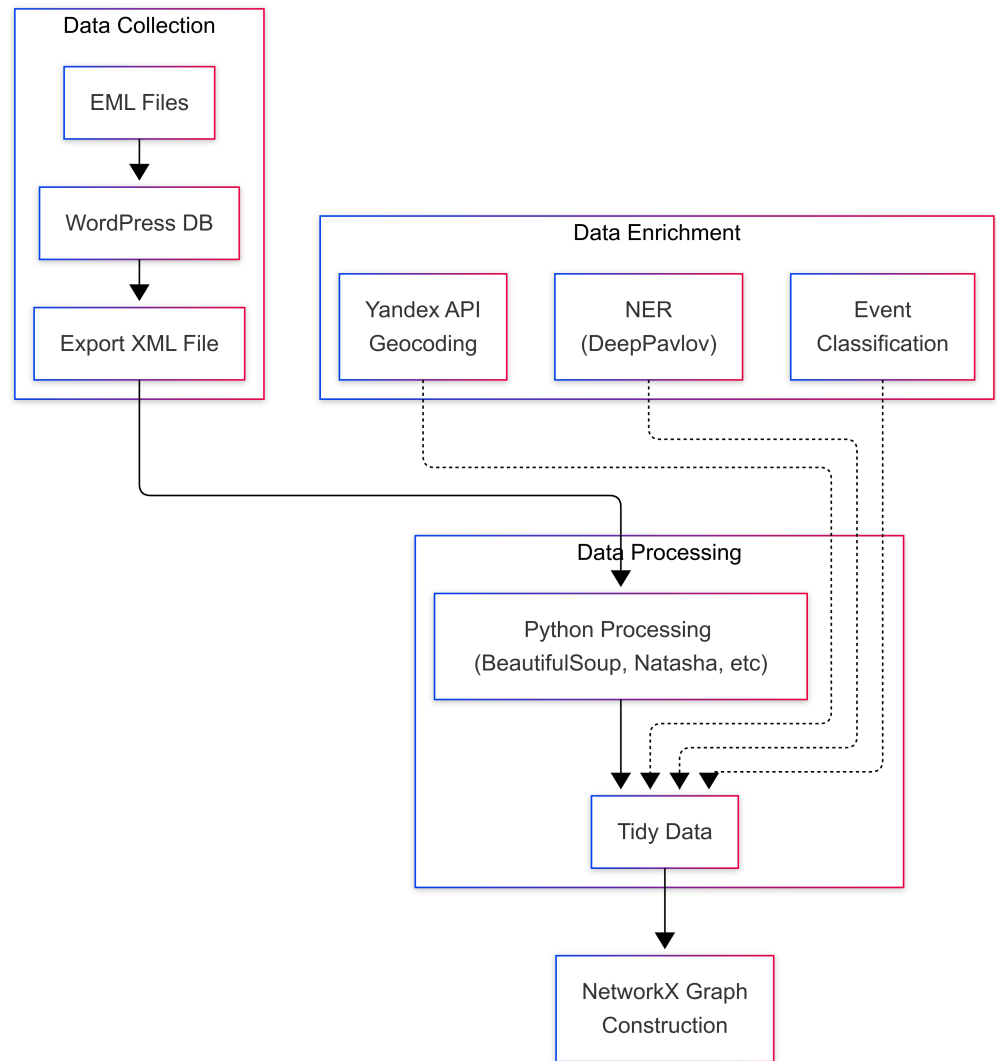 Data Collection
EML Files
WordPress DB
Export XML File
Data Enrichment
Yandex API
Geocoding
NER
(DeepPavlov)
Event
Classification
Data Processing
Python Processing
(BeautifulSoup, Natasha, etc)
Tidy Data
NetworkX Graph
Construction